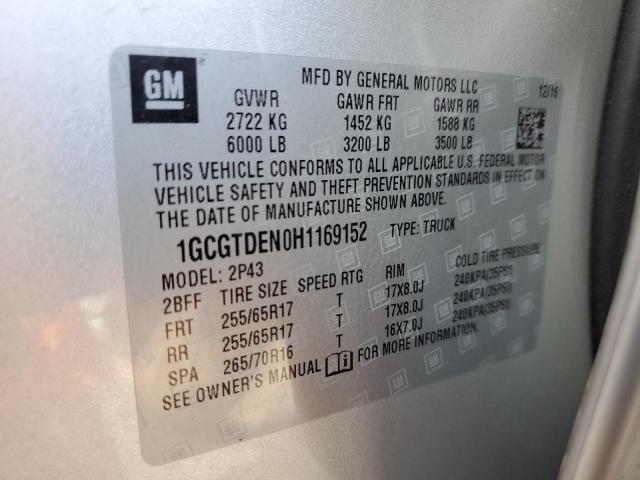 GM
MFD BY GENERAL MOTORS LLC
12/16
GVWR GAWR FRT GAWR RR
2722 KG 1452 KG 1588 KG
6000 LB 3200 LB 3500 LB
THIS VEHICLE CONFORMS TO ALL APPLICABLE U.S. FEDERAL MOTOR
VEHICLE SAFETY AND THEFT PREVENTION STANDARDS IN EFFECT ON
THE DATE OF MANUFACTURE SHOWN ABOVE.
1GCGTDEN0H1169152 TYPE: TRUCK
MODEL: 2P43
2BFF TIRE SIZE SPEED RTG RIM COLD TIRE PRESSURE
FRT 255/65R17 T 17X8.0J 240KPA(35PSI)
RR 255/65R17 T 17X8.0J 240KPA(35PSI)
SPA 265/70R16 T 16X7.0J 240KPA(35PSI)
SEE OWNER'S MANUAL FOR MORE INFORMATION